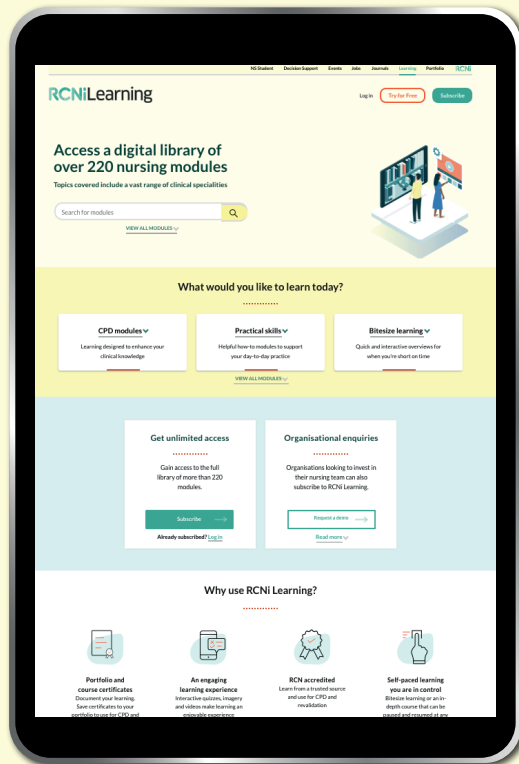 NS Student Decision Support Events Jobs Journals Learning Portfolio RCNi
RCNiLearning
Log in Try for Free Subscribe
Access a digital library of
over 220 nursing modules
Topics covered include a vast range of clinical specialities
Search for modules
VIEW ALL MODULES
What would you like to learn today?
CPD modules
Learning designed to enhance your
clinical knowledge
Practical skills
Helpful how-to modules to support
your day-to-day practice
Bitesize learning
Quick and interactive overviews for
when you're short on time
VIEW ALL MODULES
Get unlimited access
Gain access to the full
library of more than 220
modules.
Subscribe
Already subscribed? Log in
Organisational enquiries
Organisations looking to invest in
their nursing team can also
subscribe to RCNi Learning.
Request a demo
Read more
Why use RCNi Learning?
Portfolio and
course certificates
Document your learning.
Save certificates to your
portfolio to use for CPD and
An engaging
learning experience
Interactive quizzes, imagery
and videos make learning an
enjoyable experience
RCN accredited
Learn from a trusted source
and use for CPD and
revalidation
Self-paced learning
you are in control
Bitesize learning or an in-
depth course that can be
paused and resumed at any